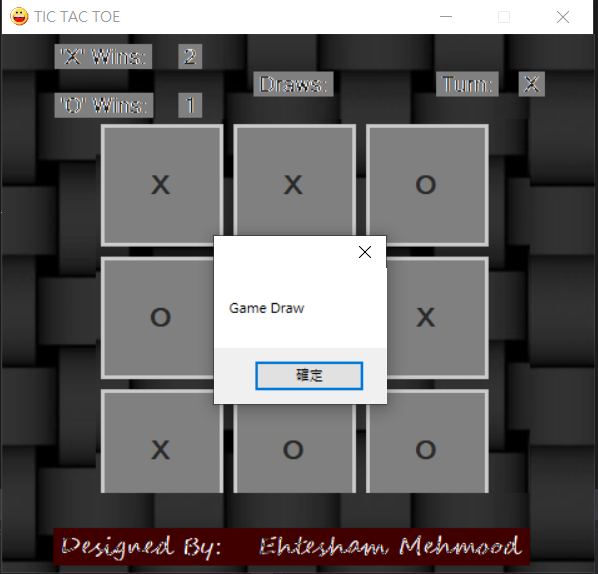 TIC TAC TOE
"X" Wins: 2
Draws: Turn: X
"O" Wins: 1
X X O
Game Draw
O X
確定
X O O
Designed By: Ehtesham Mehmood